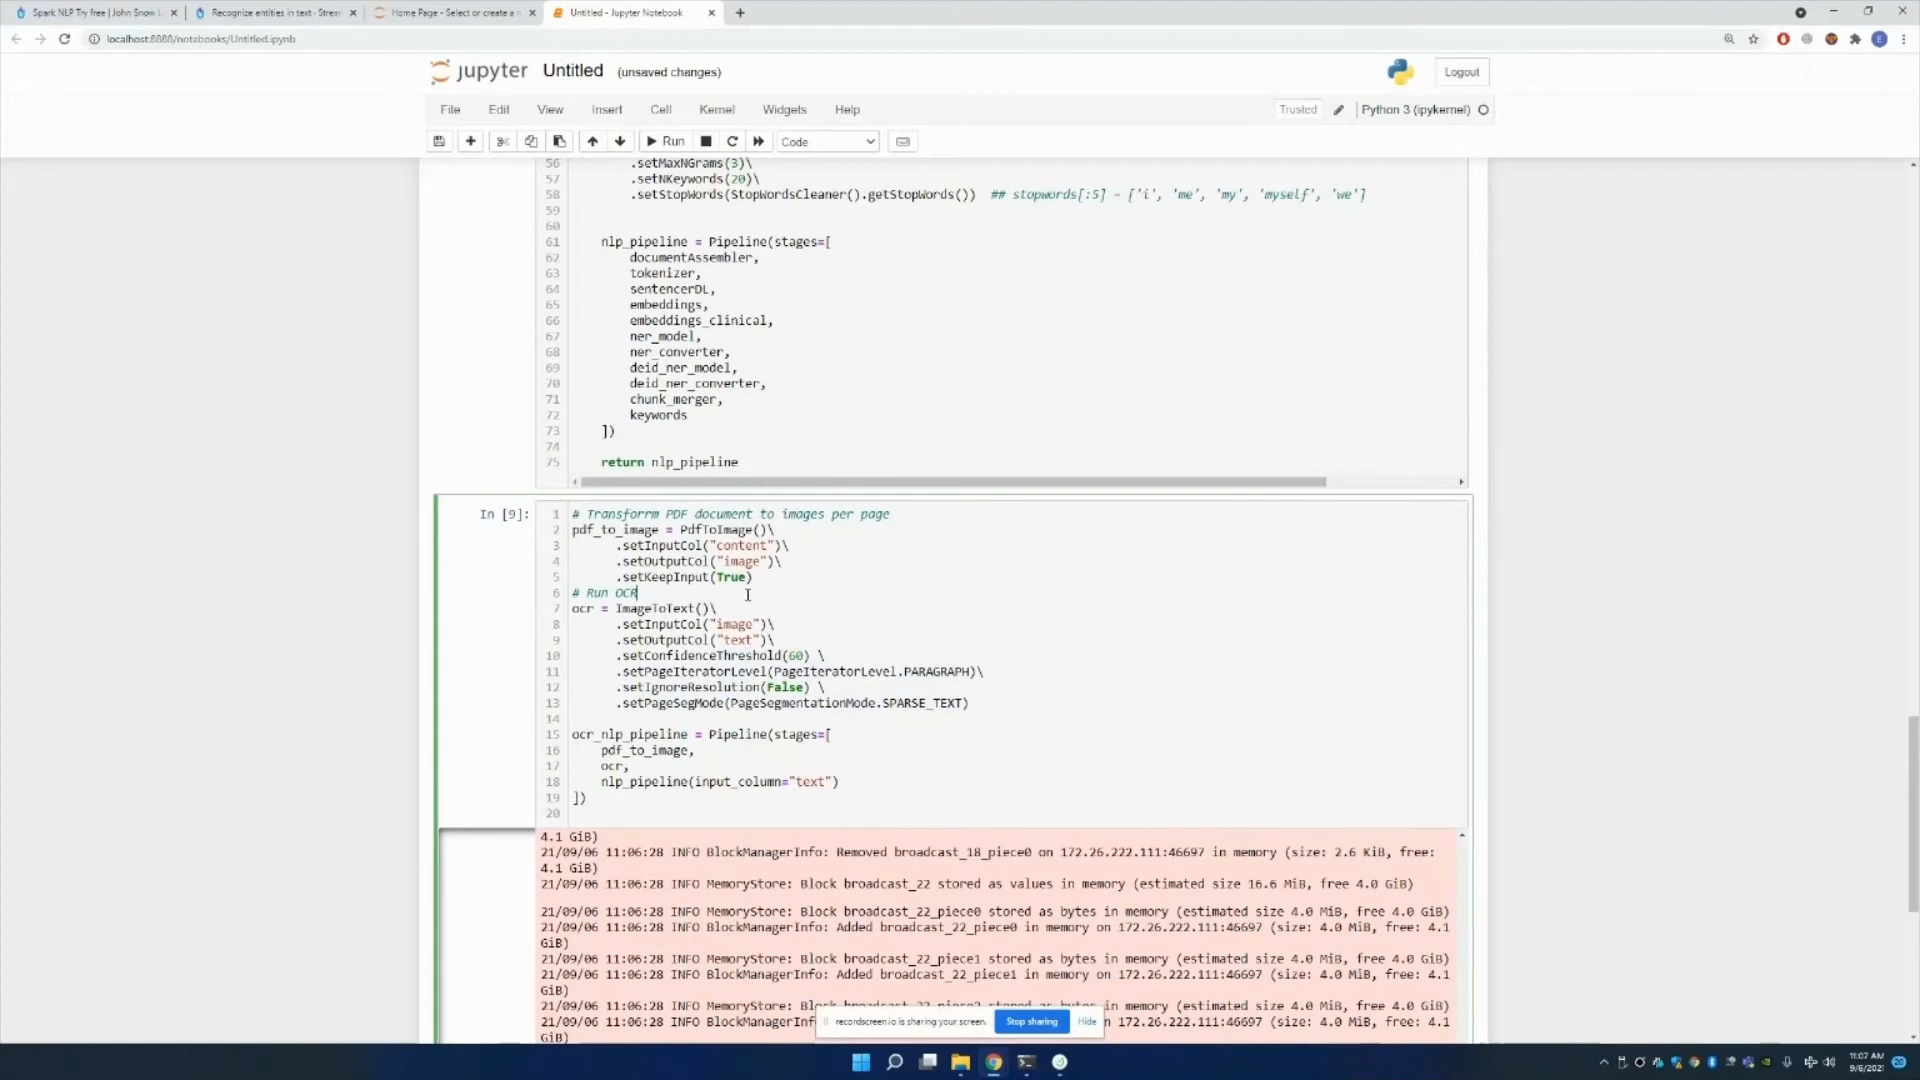 Spark NLP Try free | John Snow L
Recognize entities in text - Stream
Home Page - Select or create a n
Untitled - Jupyter Notebook
localhost:8888/notebooks/Untitled.ipynb
E
jupyter Untitled (unsaved changes)
Logout
File Edit View Insert Cell Kernel Widgets Help
Trusted Python 3 (ipykernel)
Run Code
56 .setMaxNGrams(3)\
57 .setNKeywords(20)\
58 .setStopWords(StopWordsCleaner().getStopWords()) ## stopwords[:5] = ['i', 'me', 'my', 'myself', 'we']
59
60
61 nlp_pipeline = Pipeline(stages=[
62 documentAssembler,
63 tokenizer,
64 sentencerDL,
65 embeddings,
66 embeddings_clinical,
67 ner_model,
68 ner_converter,
69 deid_ner_model,
70 deid_ner_converter,
71 chunk_merger,
72 keywords
73 ])
74
75 return nlp_pipeline
In [9]:
1 # Transforrm PDF document to images per page
2 pdf_to_image = PdfToImage()\
3 .setInputCol("content")\
4 .setOutputCol("image")\
5 .setKeepInput(True)
6 # Run OCR
7 ocr = ImageToText()\
8 .setInputCol("image")\
9 .setOutputCol("text")\
10 .setConfidenceThreshold(60) \
11 .setPageIteratorLevel(PageIteratorLevel.PARAGRAPH)\
12 .setIgnoreResolution(False) \
13 .setPageSegMode(PageSegmentationMode.SPARSE_TEXT)
14
15 ocr_nlp_pipeline = Pipeline(stages=[
16 pdf_to_image,
17 ocr,
18 nlp_pipeline(input_column="text")
19 ])
20
4.1 GiB)
21/09/06 11:06:28 INFO BlockManagerInfo: Removed broadcast_18_piece0 on 172.26.222.111:46697 in memory (size: 2.6 KiB, free:
4.1 GiB)
21/09/06 11:06:28 INFO MemoryStore: Block broadcast_22 stored as values in memory (estimated size 16.6 MiB, free 4.0 GiB)
21/09/06 11:06:28 INFO MemoryStore: Block broadcast_22_piece0 stored as bytes in memory (estimated size 4.0 MiB, free 4.0 GiB)
21/09/06 11:06:28 INFO BlockManagerInfo: Added broadcast_22_piece0 in memory on 172.26.222.111:46697 (size: 4.0 MiB, free: 4.1
GiB)
21/09/06 11:06:28 INFO MemoryStore: Block broadcast_22_piece1 stored as bytes in memory (estimated size 4.0 MiB, free 4.0 GiB)
21/09/06 11:06:28 INFO BlockManagerInfo: Added broadcast_22_piece1 in memory on 172.26.222.111:46697 (size: 4.0 MiB, free: 4.1
GiB)
21/09/06 11:06:28 INFO MemoryStore: Block broadcast_22_piece2 stored as bytes in memory (estimated size 4.0 MiB, free 4.0 GiB)
21/09/06 11:06:28 INFO BlockManagerInf n 172.26.222.111:46697 (size: 4.0 MiB, free: 4.1
GiB)
recordscreen.io is sharing your screen. Stop sharing Hide
11:07 AM
9/6/2021